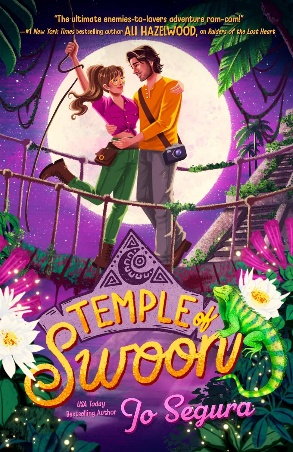 "The ultimate enemies-to-lovers adventure rom-com!"
—#1 New York Times bestselling author ALI HAZELWOOD, on Raiders of the Lost Heart
TEMPLE of
Swoon
USA Today
Bestselling Author
Jo Segura